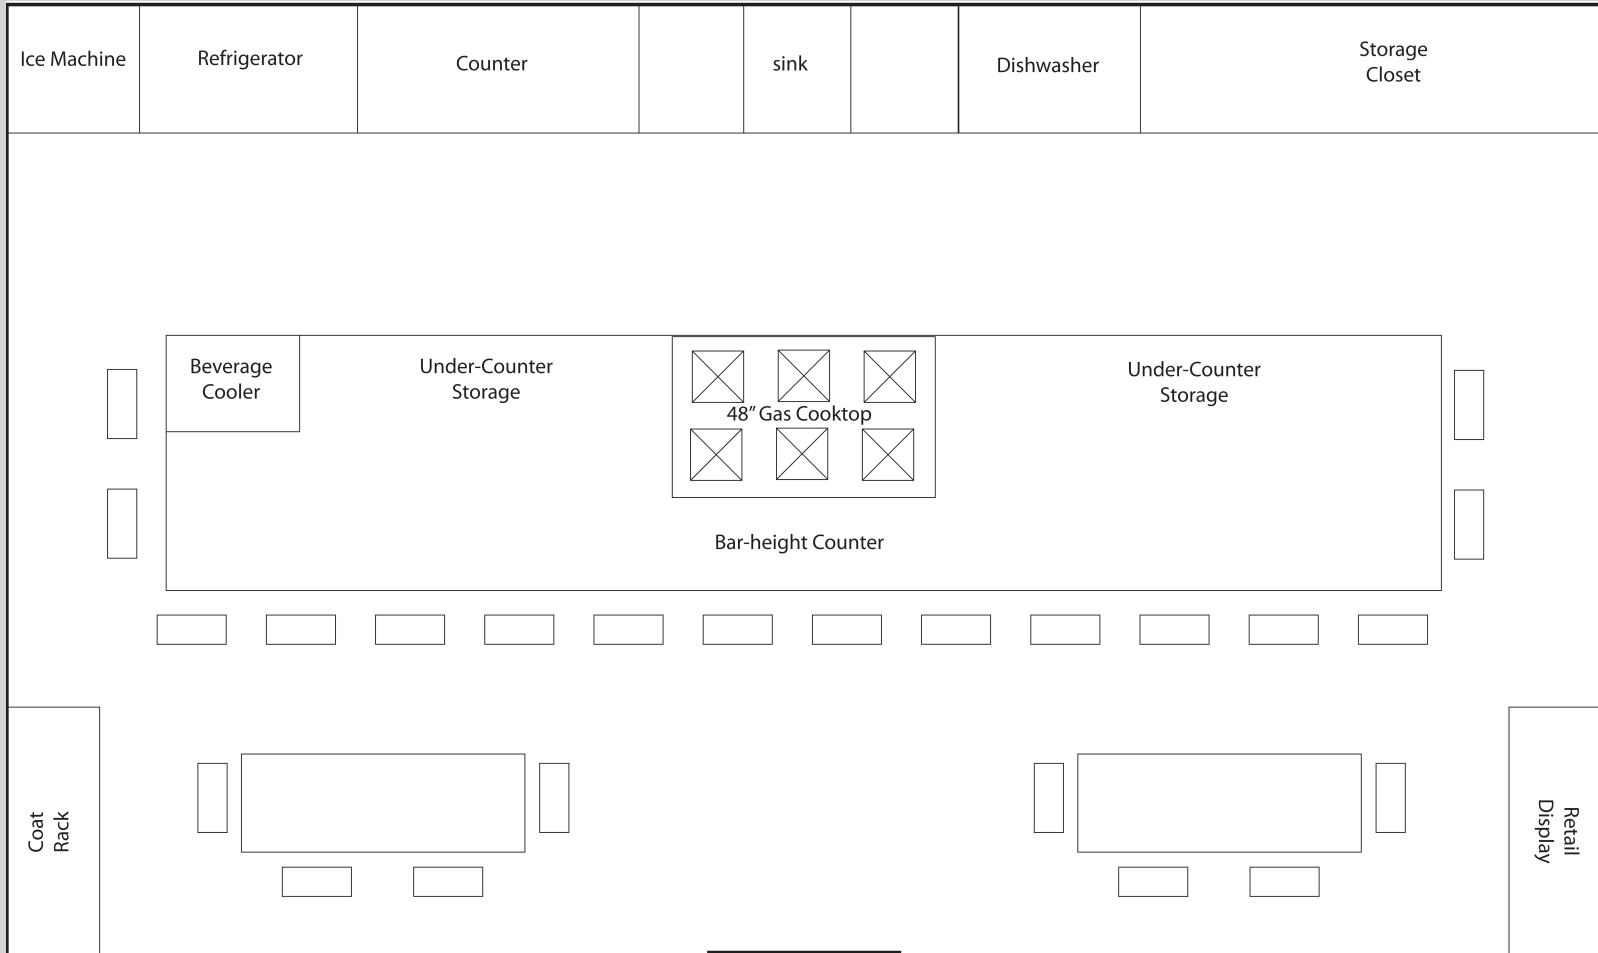 Ice Machine
Refrigerator
Counter
sink
Dishwasher
Storage
Closet
Beverage
Cooler
Under-Counter
Storage
48” Gas Cooktop
Under-Counter
Storage
Bar-height Counter
Coat
Rack
Retail
Display